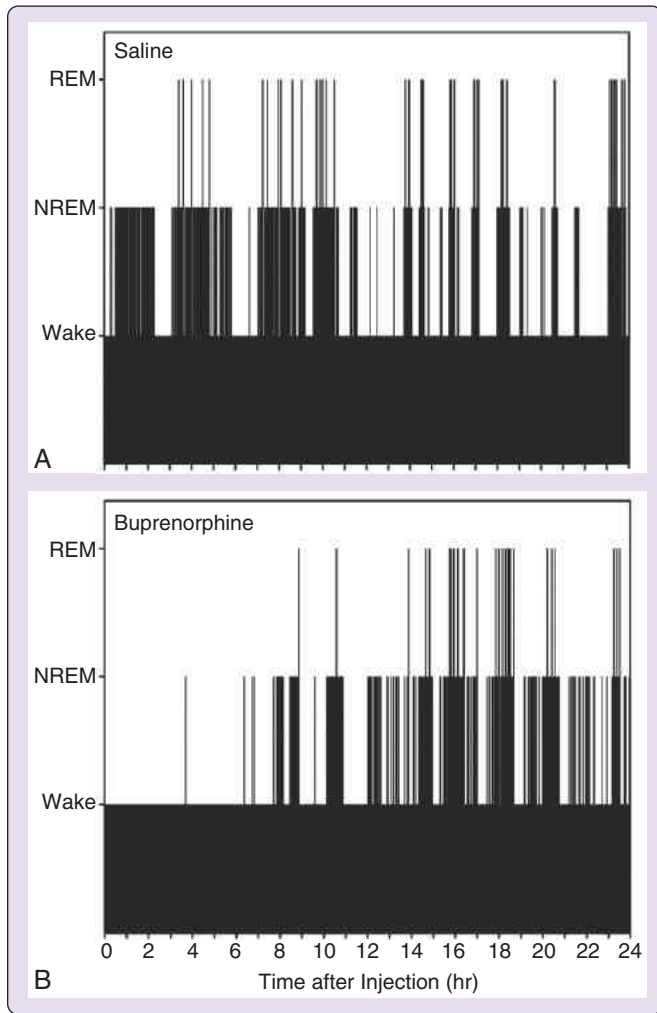 Saline
REM
NREM
Wake
A
Buprenorphine
REM
NREM
Wake
0 2 4 6 8 10 12 14 16 18 20 22 24
B
Time after Injection (hr)